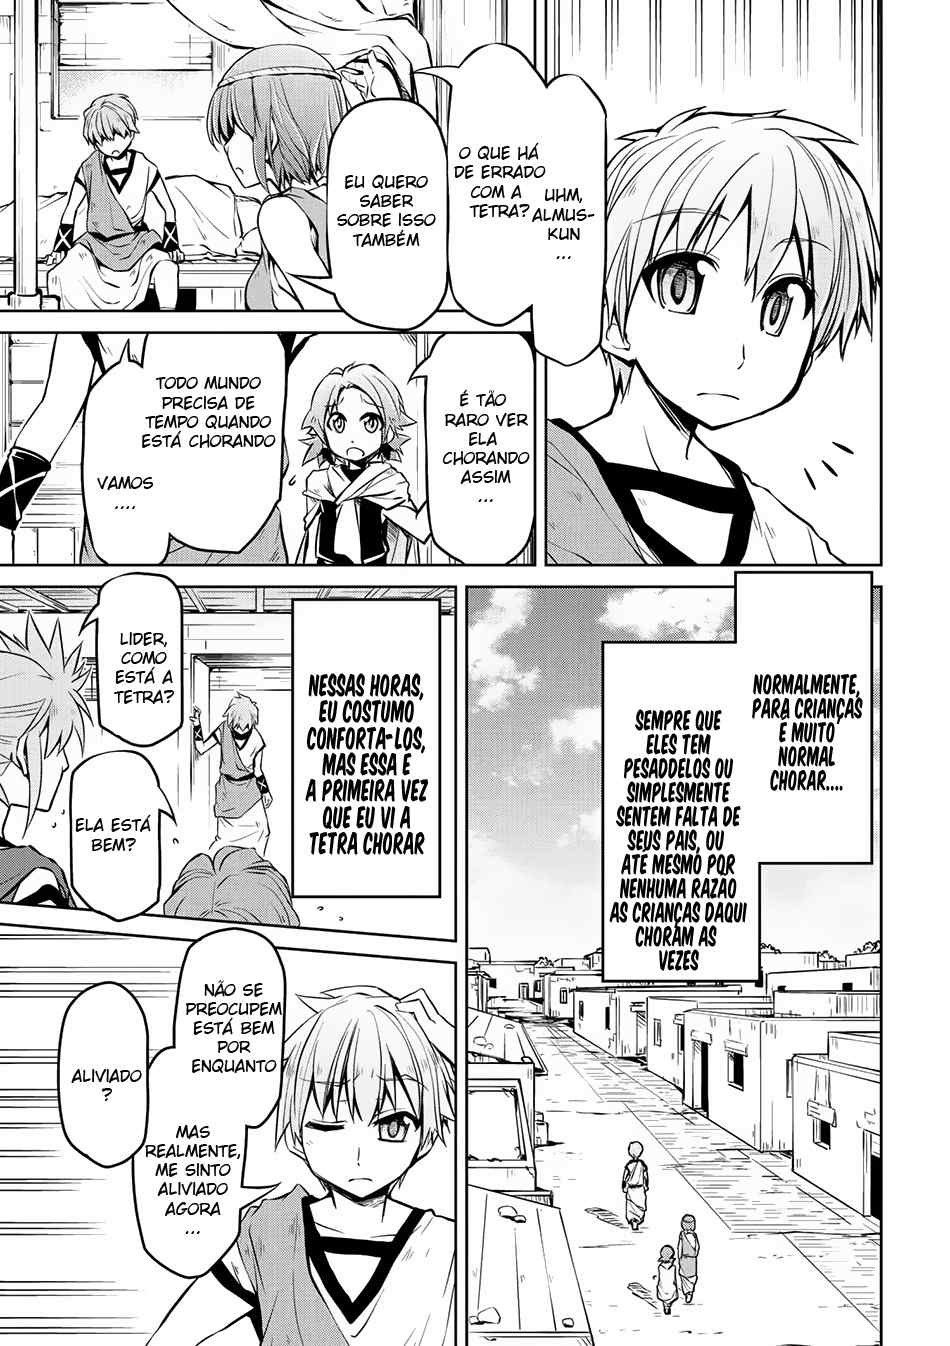 UHM,
ALMUS-
KUN
...
O QUE HÁ
DE ERRADO
COM A
TETRA?
EU QUERO
SABER
SOBRE ISSO
TAMBÉM
É TÃO
RARO VER
ELA
CHORANDO
ASSIM
...
TODO MUNDO
PRECISA DE
TEMPO QUANDO
ESTÁ CHORANDO
VAMOS
....
NORMALMENTE,
PARA CRIANÇAS
É MUITO
NORMAL
CHORAR....
SEMPRE QUE
ELES TEM
PESADDELOS OU
SIMPLESMENTE
SENTEM FALTA DE
SEUS PAIS, OU
ATE MESMO POR
NENHUMA RAZAO
AS CRIANÇAS DAQUI
CHORAM AS
VEZES
NESSAS HORAS,
EU COSTUMO
CONFORTA-LOS,
MAS ESSA E
A PRIMEIRA VEZ
QUE EU VI A
TETRA CHORAR
LIDER,
COMO
ESTÁ A
TETRA?
ELA ESTÁ
BEM?
NÃO SE
PREOCUPEM
ESTÁ BEM
POR
ENQUANTO
MAS
REALMENTE,
ME SINTO
ALIVIADO
AGORA
...
ALIVIADO
?